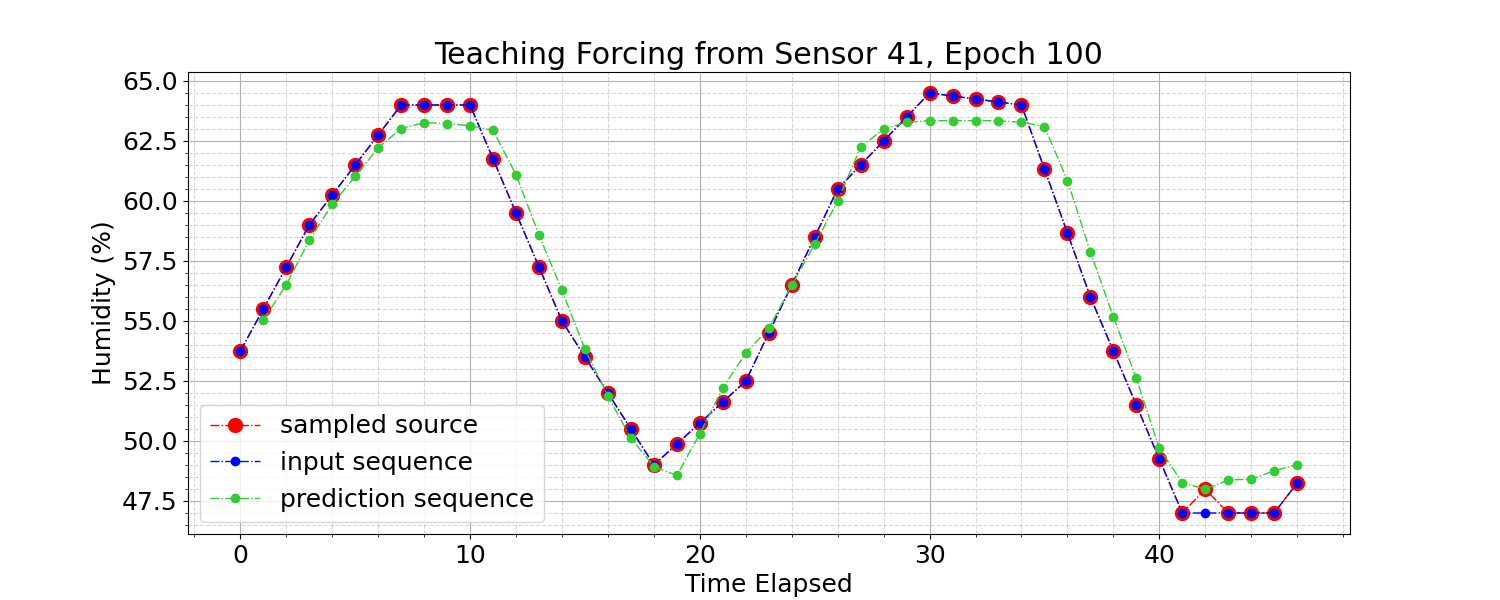 Teaching Forcing from Sensor 41, Epoch 100
65.0
62.5
60.0
57.5
55.0
52.5
50.0
47.5
Humidity (%)
sampled source
input sequence
prediction sequence
0 10 20 30 40
Time Elapsed